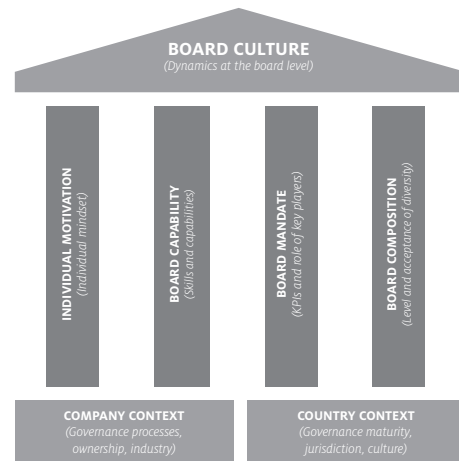 BOARD CULTURE
(Dynamics at the board level)
INDIVIDUAL MOTIVATION
(Individual mindset)
BOARD CAPABILITY
(Skills and capabilities)
BOARD MANDATE
(KPIs and role of key players)
BOARD COMPOSITION
(Level and acceptance of diversity)
COMPANY CONTEXT
(Governance processes,
ownership, industry)
COUNTRY CONTEXT
(Governance maturity,
jurisdiction, culture)